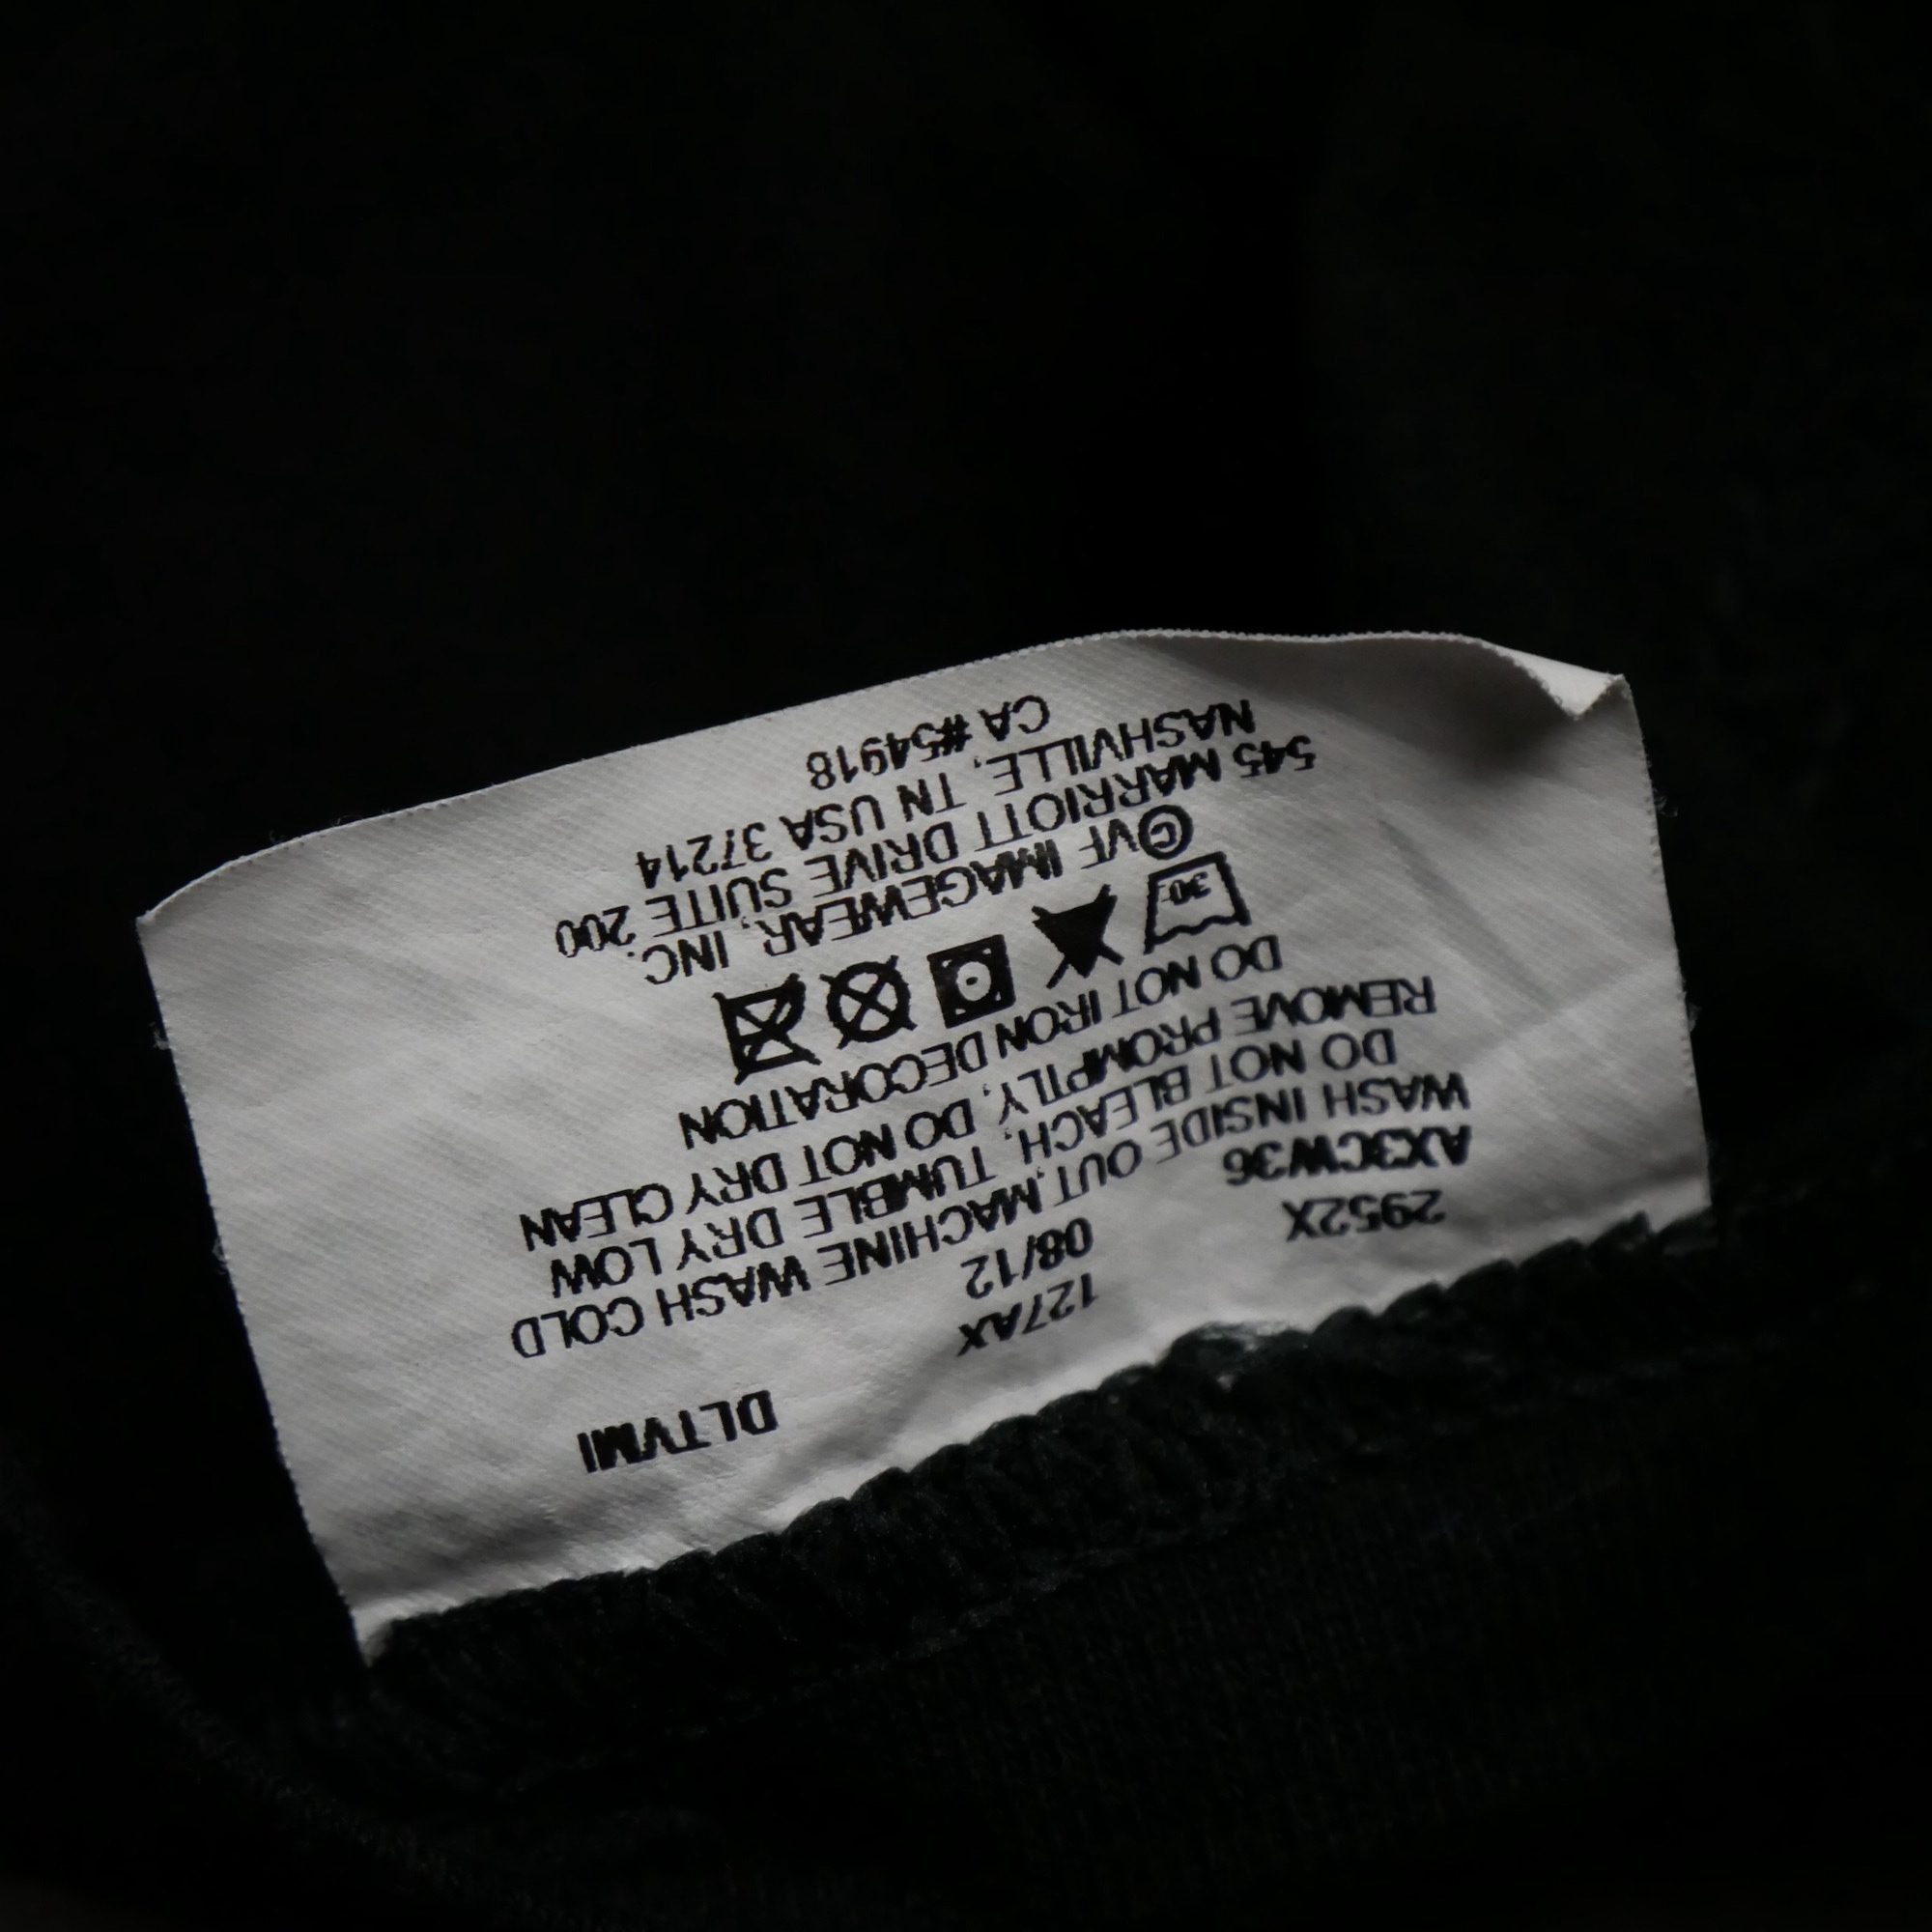 DLTVMI
127AX
2952X 08/12
AX3CW36
WASH INSIDE OUT, MACHINE WASH COLD
DO NOT BLEACH, TUMBLE DRY LOW
REMOVE PROMPTLY, DO NOT DRY CLEAN
DO NOT IRON DECORATION
30
©VF IMAGEWEAR, INC.
545 MARRIOTT DRIVE SUITE 200
NASHVILLE, TN USA 37214
CA #54918